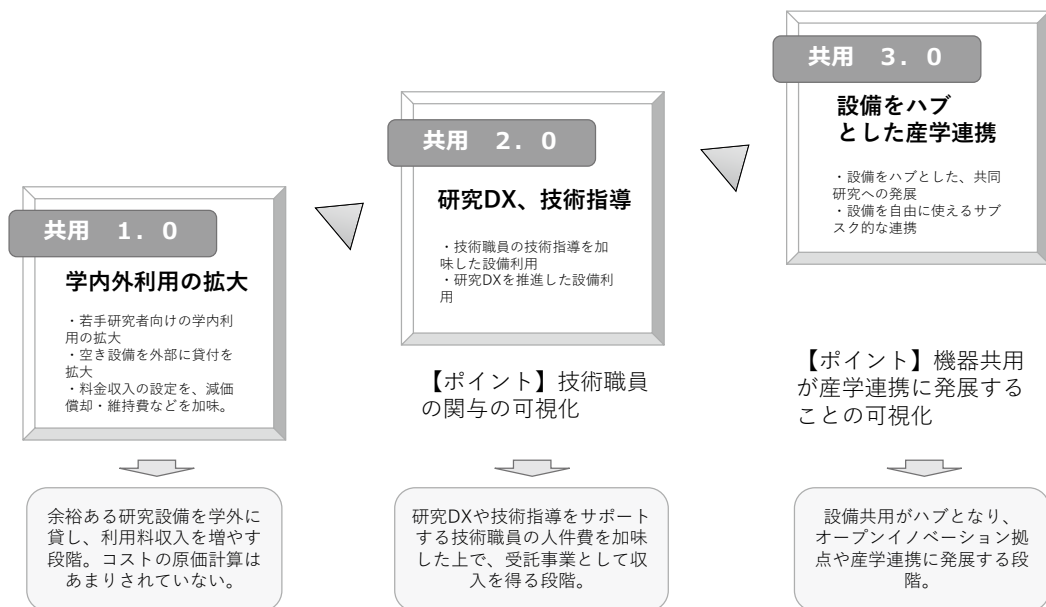 共用　1．0
学内外利用の拡大
・若手研究者向けの学内利
用の拡大
・空き設備を外部に貸付を
拡大
・料金収入の設定を、減価
償却・維持費などを加味。
余裕ある研究設備を学外に
貸し、利用料収入を増やす
段階。コストの原価計算は
あまりされていない。
共用　2．0
研究DX、技術指導
・技術職員の技術指導を加
味した設備利用
・研究DXを推進した設備利
用
【ポイント】技術職員
の関与の可視化
研究DXや技術指導をサポート
する技術職員の人件費を加味
した上で、受託事業として収
入を得る段階。
共用　3．0
設備をハブ
とした産学連携
・設備をハブとした、共同
研究への発展
・設備を自由に使えるサブ
スク的な連携
【ポイント】機器共用
が産学連携に発展する
ことの可視化
設備共用がハブとなり、
オープンイノベーション拠
点や産学連携に発展する段
階。